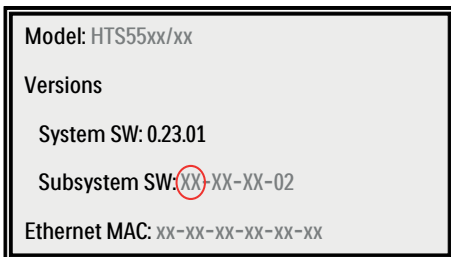 Model: HTS55xx/xx
Versions
System SW: 0.23.01
Subsystem SW: XX-XX-XX-02
Ethernet MAC: xx-xx-xx-xx-xx-xx